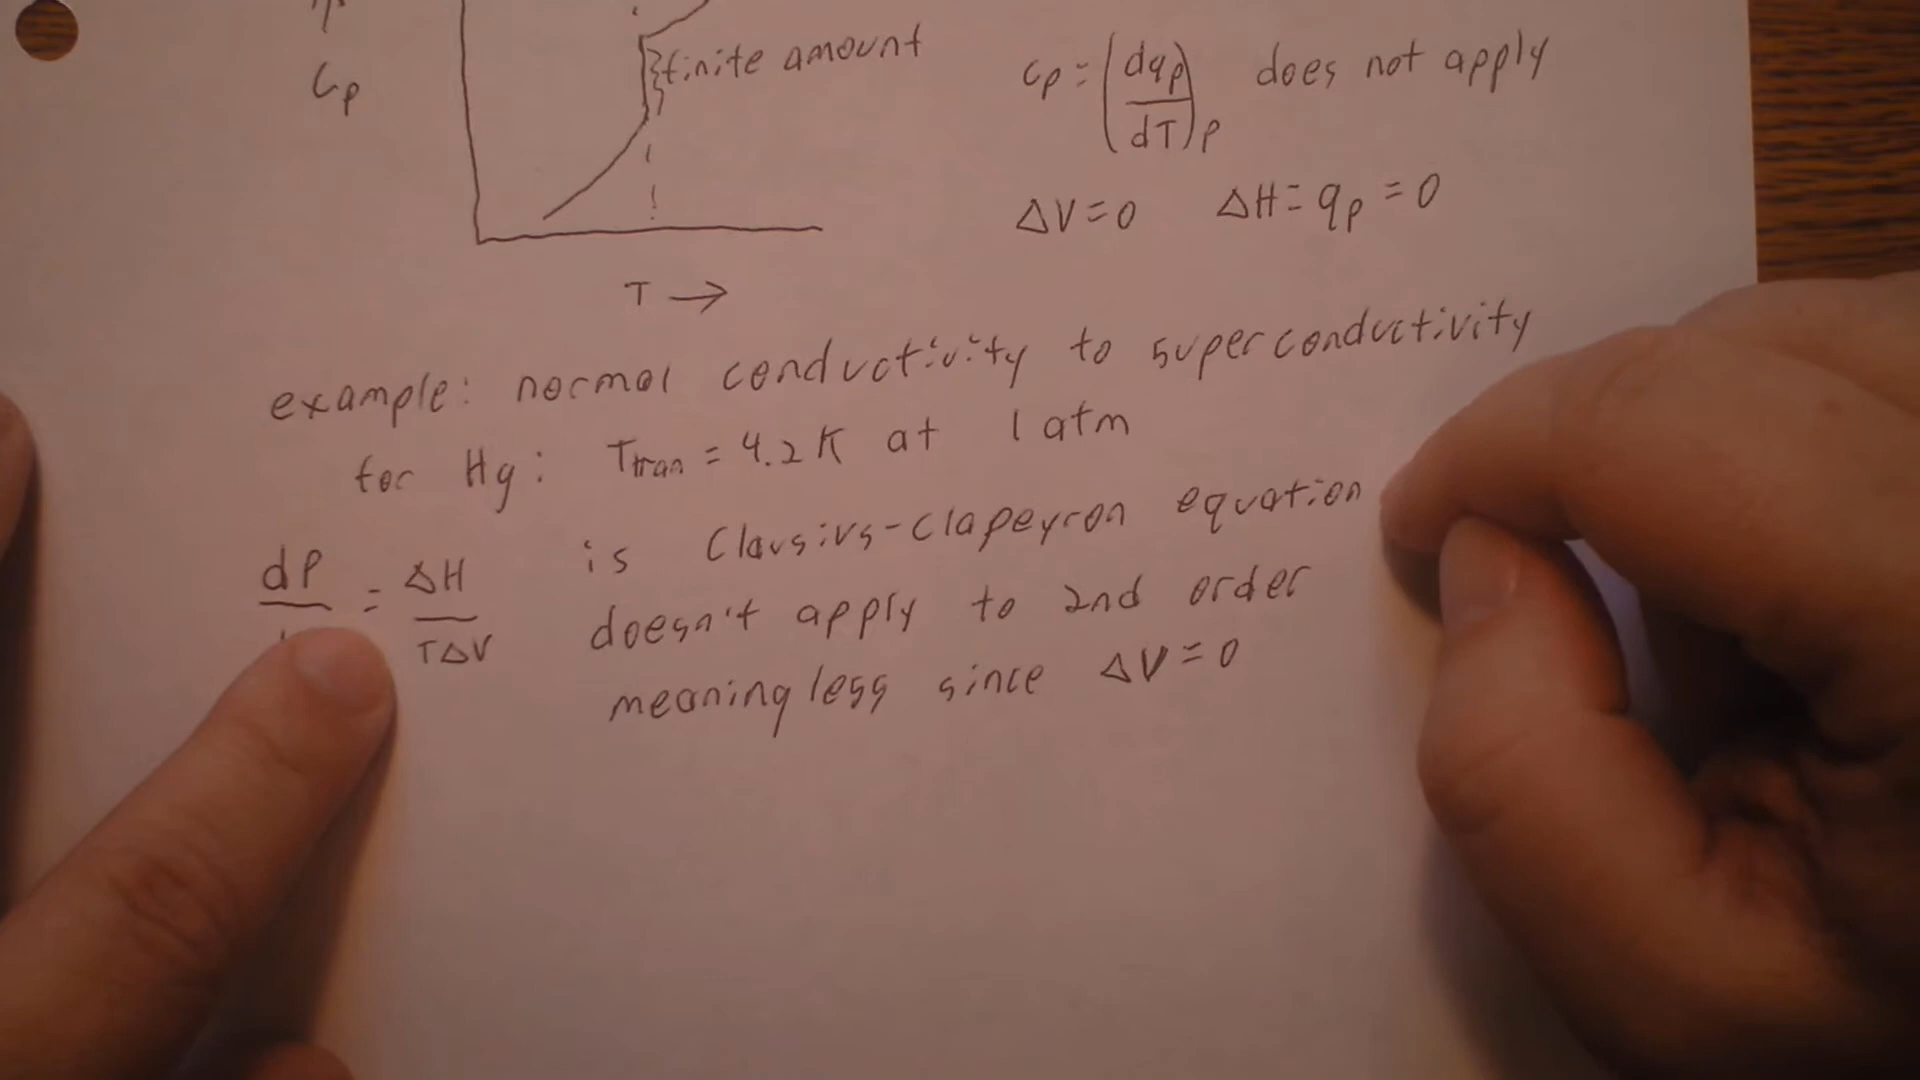 finite amount
Cp
cp = (dqp/dT)P does not apply
ΔV = 0 ΔH = qp = 0
T →
example: normal conductivity to superconductivity
for Hg: Ttran = 4.2 K at 1 atm
dP = ΔH/TΔV is Clausius-Clapeyron equation
doesn't apply to 2nd order
meaningless since ΔV = 0